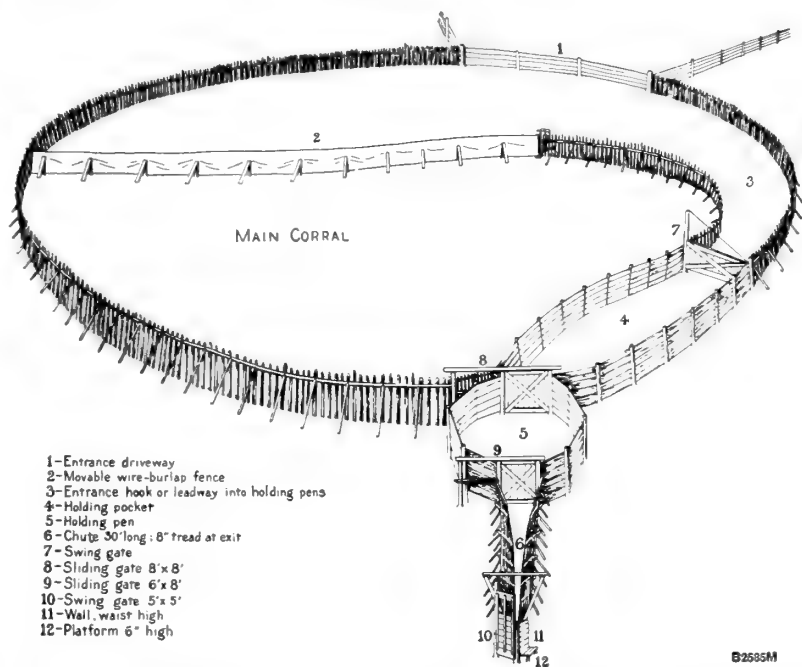 1
2
3
MAIN CORRAL
7
4
8
5
9
1-Entrance driveway
2-Movable wire-burlap fence
3-Entrance hook or leadway into holding pens
4-Holding pocket
5-Holding pen
6-Chute 30' long; 8" tread at exit
7-Swing gate
8-Sliding gate 8'x 8'
9-Sliding gate 6'x 8'
10-Swing gate 5'x 5'
11-Wall, waist high
12-Platform 6" high
6
10
11
12
B2585M